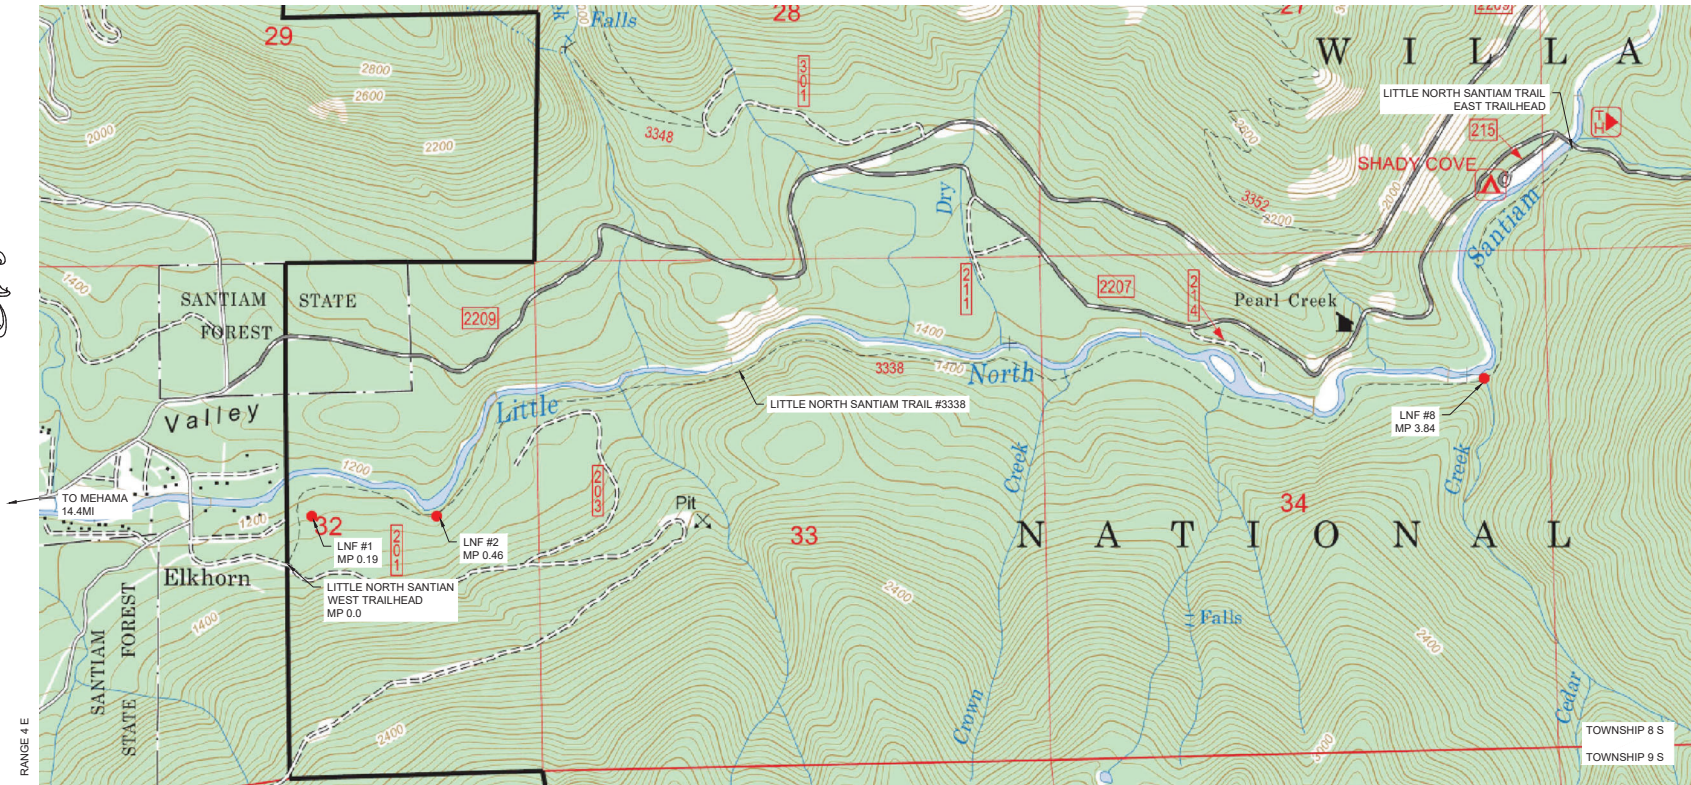 29
28
27
2209
Falls
W I L L A
2800
2600
301
LITTLE NORTH SANTIAM TRAIL
EAST TRAILHEAD
T
H
2000
2200
3348
2600
215
SHADY COVE
Dry
3352
2200
2000
Santiam
1400
SANTIAM STATE
FOREST
2209
211
2207
214
Pearl Creek
1400
3338
1400
North
Little
LITTLE NORTH SANTIAM TRAIL #3338
LNF #8
MP 3.84
Valley
1200
Creek
Creek
203
TO MEHAMA
14.4MI
Pit
34
1200
32
201
LNF #1
MP 0.19
LNF #2
MP 0.46
33
N A T I O N A L
Elkhorn
LITTLE NORTH SANTIAN
WEST TRAILHEAD
MP 0.0
2400
Falls
1400
2400
SANTIAM
STATE FOREST
2400
Crown
Cedar
RANGE 4 E
TOWNSHIP 8 S
TOWNSHIP 9 S